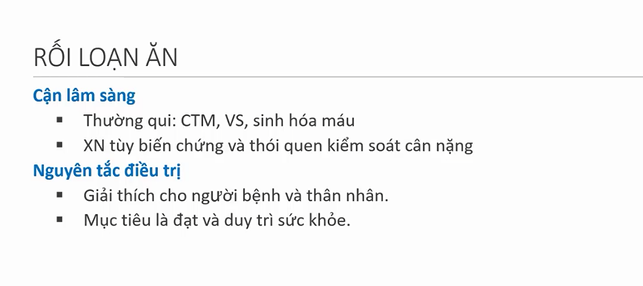 RỐI LOẠN ĂN
Cận lâm sàng
▪ Thường qui: CTM, VS, sinh hóa máu
▪ XN tùy biến chứng và thói quen kiểm soát cân nặng
Nguyên tắc điều trị
▪ Giải thích cho người bệnh và thân nhân.
▪ Mục tiêu là đạt và duy trì sức khỏe.